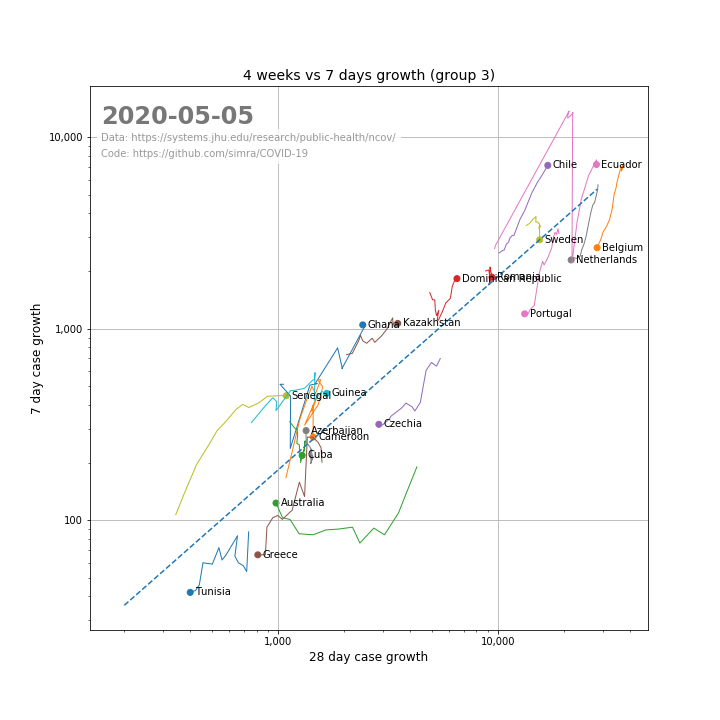 4 weeks vs 7 days growth (group 3)
2020-05-05
Data: https://systems.jhu.edu/research/public-health/ncov/
Code: https://github.com/simra/COVID-19
10,000
1,000
100
7 day case growth
Chile
Ecuador
Sweden
Belgium
Netherlands
Romania
Dominican Republic
Portugal
Ghana
Kazakhstan
Senegal
Guinea
Czechia
Azerbaijan
Cameroon
Cuba
Australia
Greece
Tunisia
1,000
10,000
28 day case growth